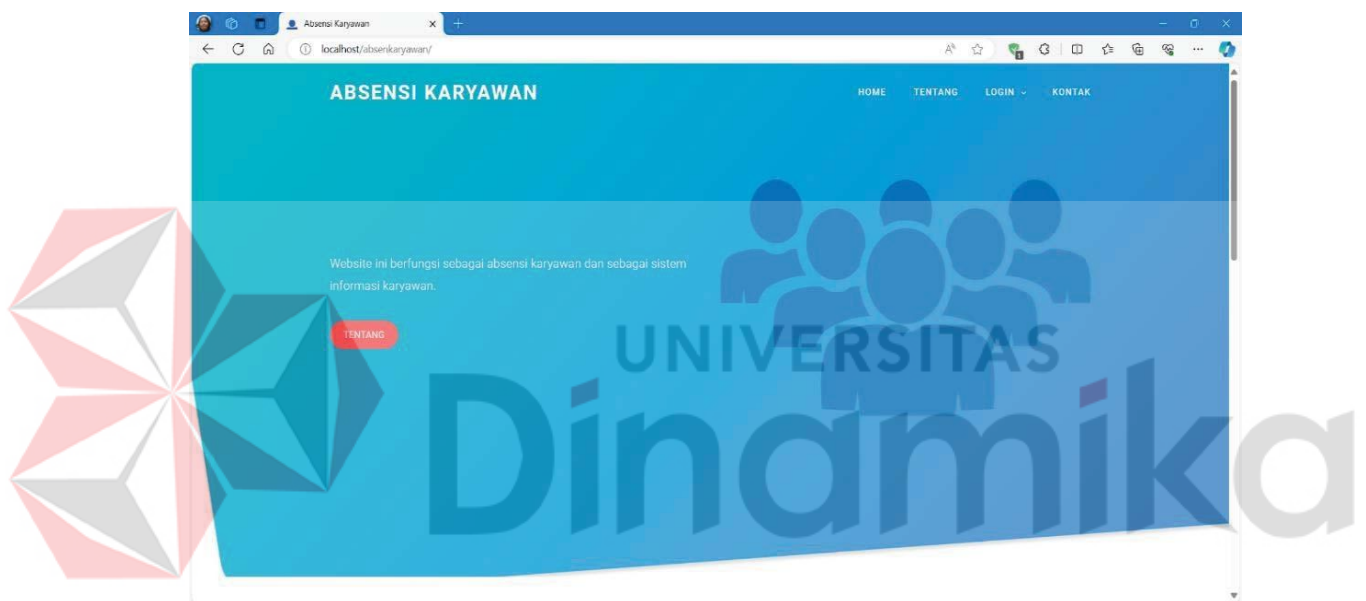 Absensi Karyawan
localhost/absenkaryawan/
ABSENSI KARYAWAN
HOME TENTANG LOGIN KONTAK
Website ini berfungsi sebagai absensi karyawan dan sebagai sistem
informasi karyawan.
TENTANG
UNIVERSITAS
Dinamika